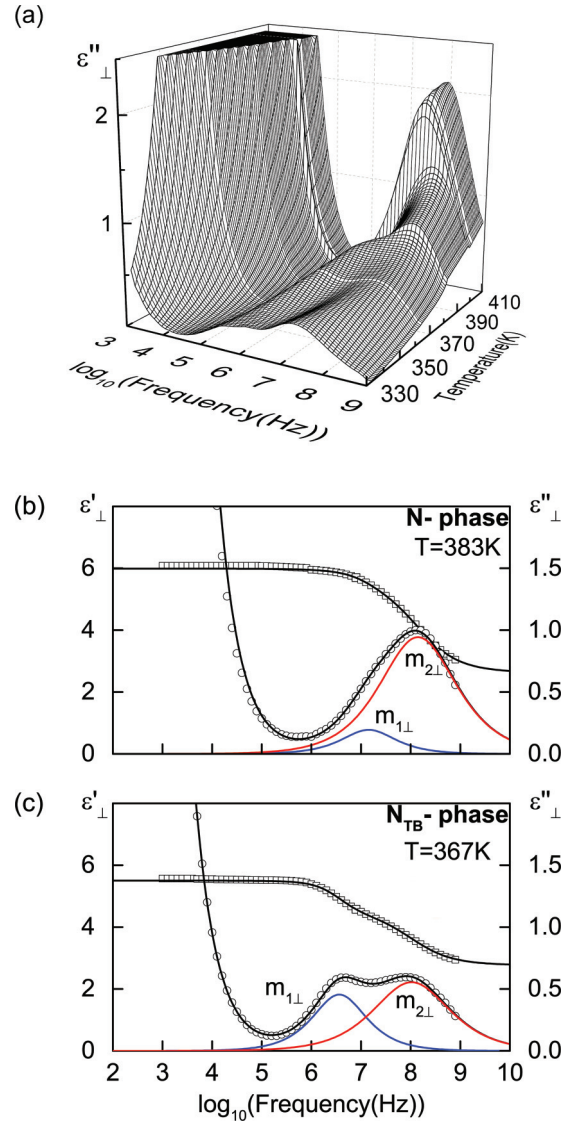 (a)
ε''⊥
2
1
3 4 5 6 7 8 9
log₁₀(Frequency(Hz))
330 350 370 390 410
Temperature(K)
(b)
ε'⊥
ε''⊥
N- phase
T=383K
6
4
2
0
1.5
1.0
0.5
0.0
m₂⊥
m₁⊥
(c)
ε'⊥
ε''⊥
N_TB- phase
T=367K
6
4
2
0
1.5
1.0
0.5
0.0
m₁⊥
m₂⊥
2 3 4 5 6 7 8 9 10
log₁₀(Frequency(Hz))